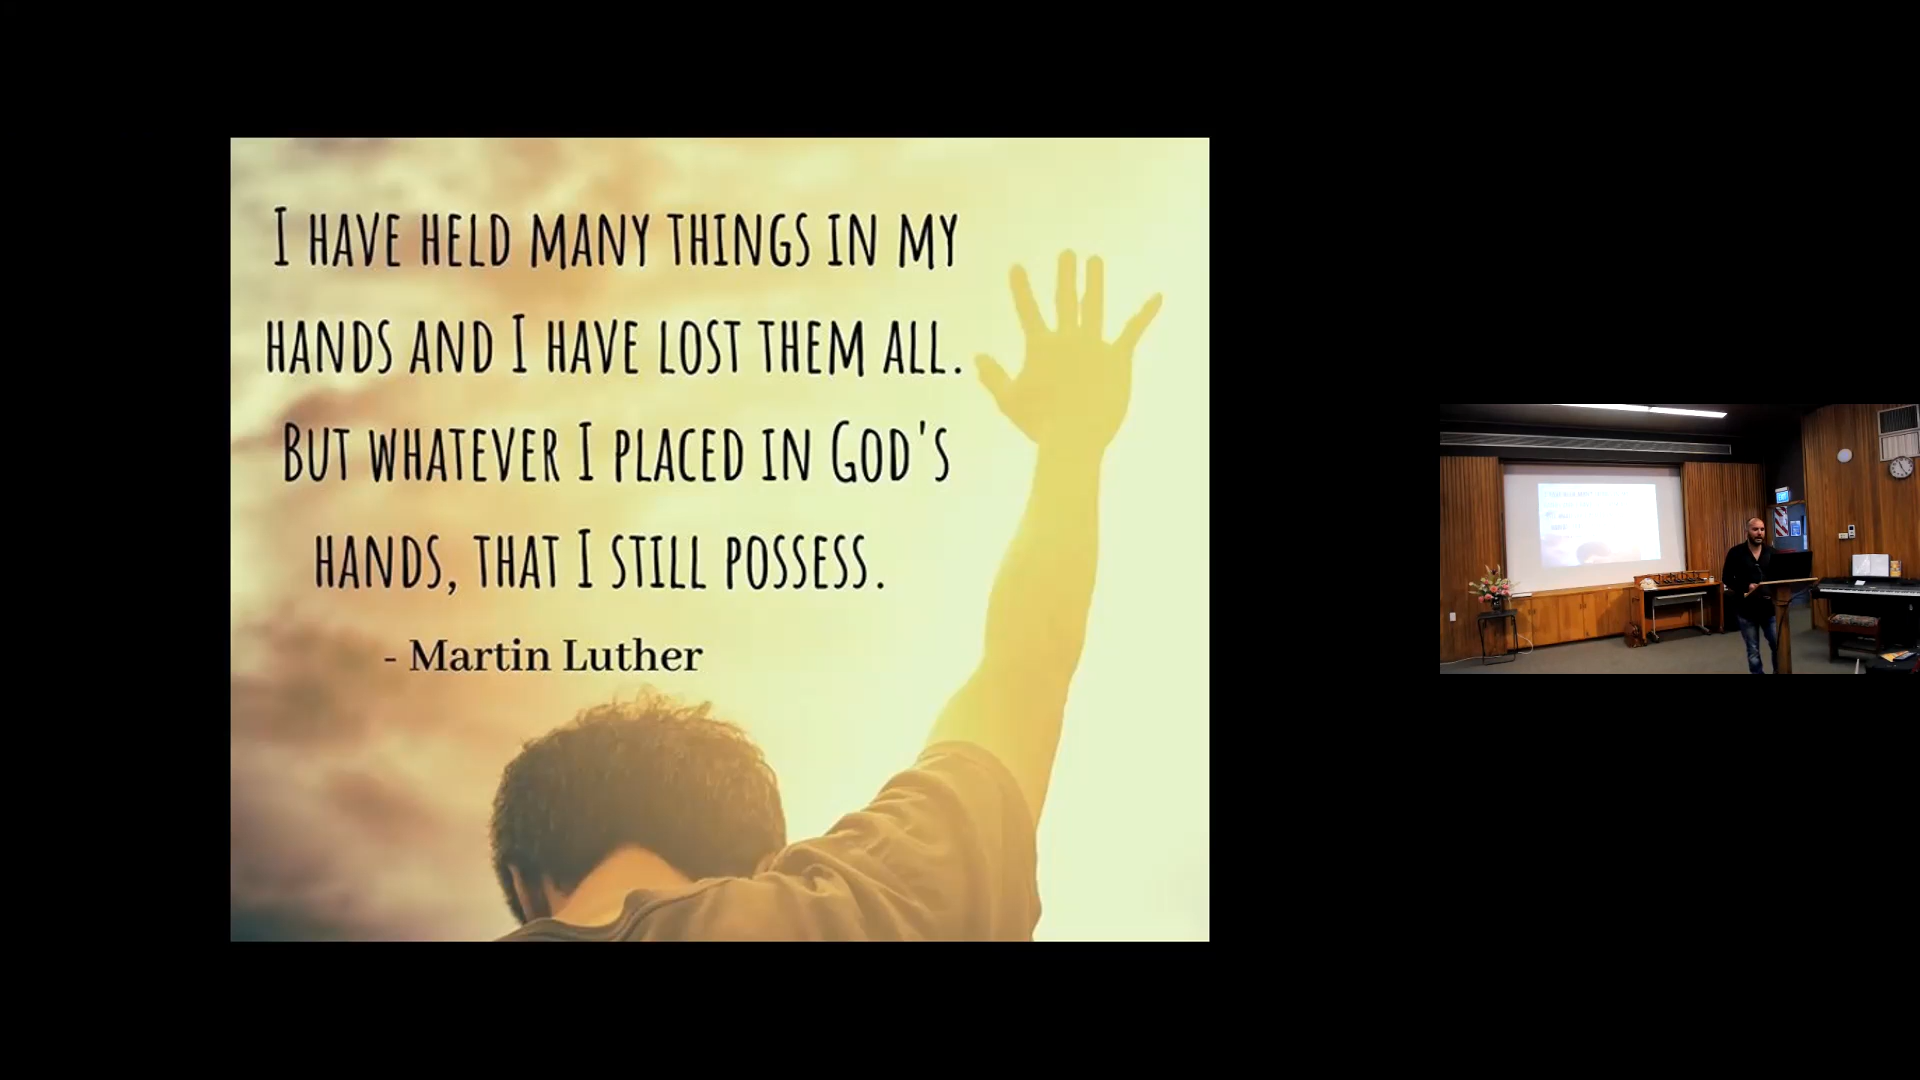 I HAVE HELD MANY THINGS IN MY
HANDS AND I HAVE LOST THEM ALL.
BUT WHATEVER I PLACED IN GOD'S
HANDS, THAT I STILL POSSESS.
- Martin Luther